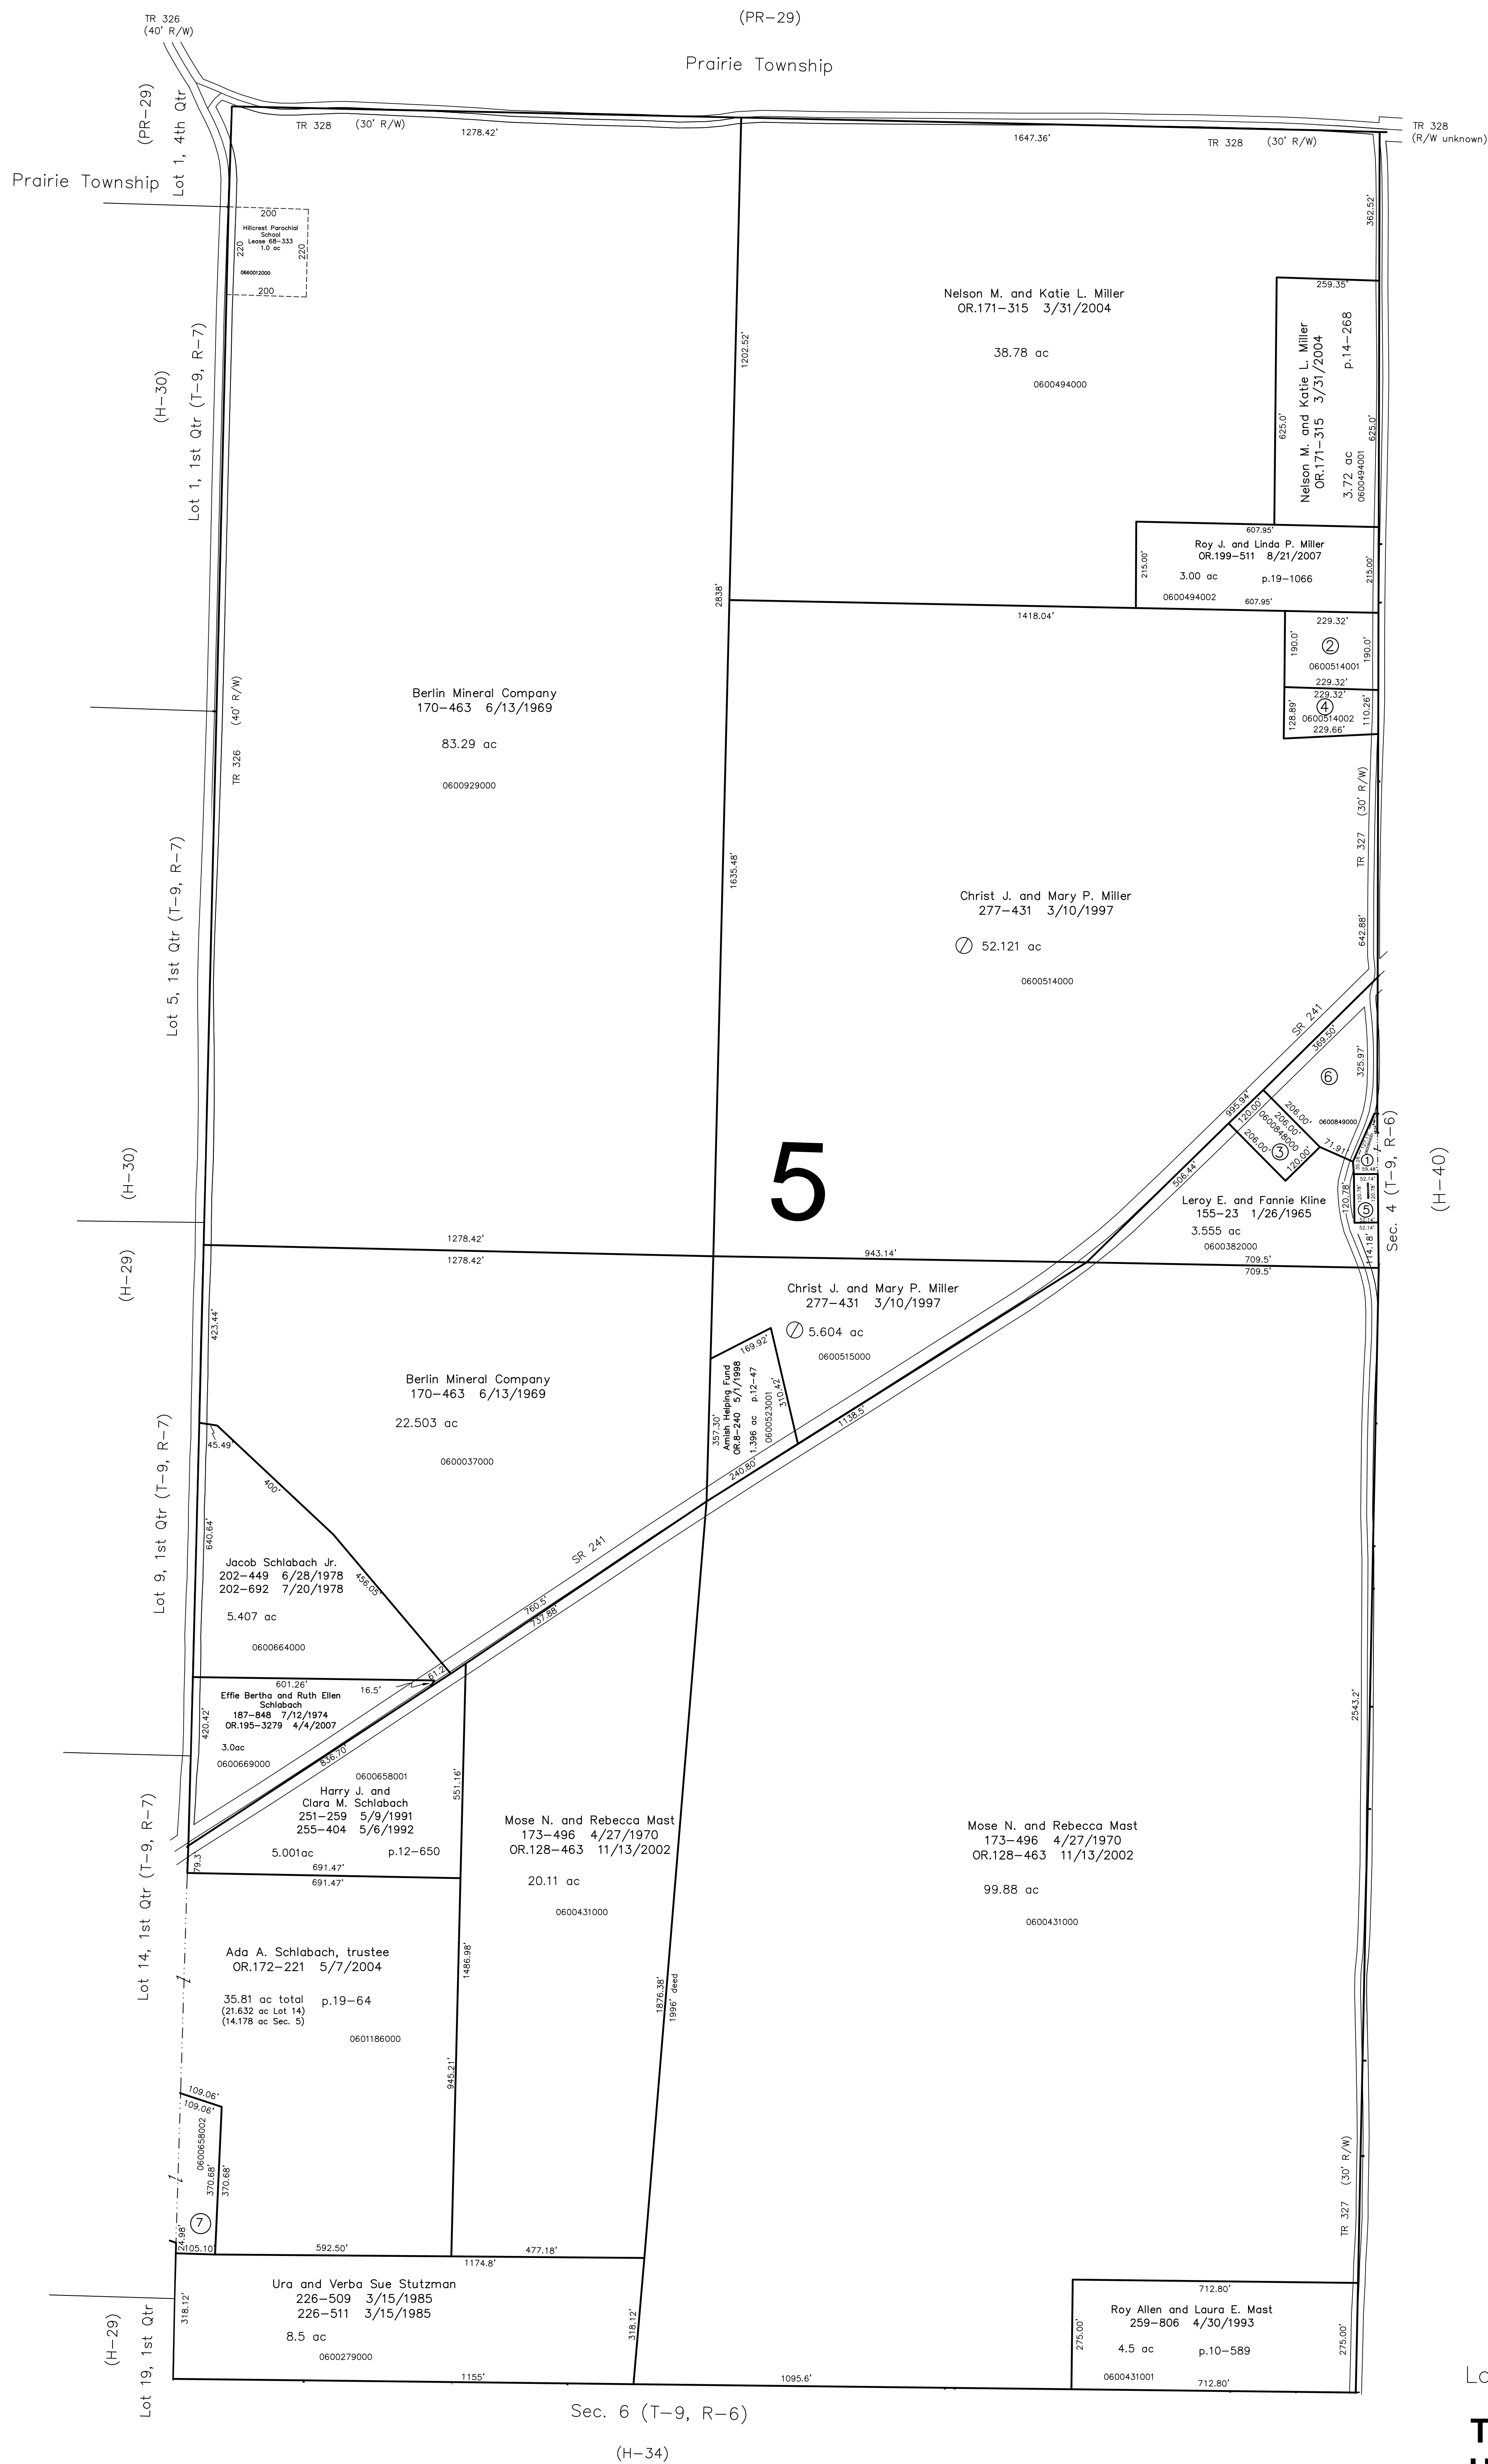 (PR-29)
Prairie Township
TR 326
(40' R/W)
(PR-29)
Lot 1, 4th Qtr
Prairie Township
TR 328 (30' R/W)
1278.42'
1647.36'
TR 328 (30' R/W)
TR 328
(R/W unknown)
200
220
Hillcrest Parochial
School
Lease 68-333
1.0 ac
220
0660012000
200
(H-30)
Lot 1, 1st Qtr (T-9, R-7)
362.52'
Nelson M. and Katie L. Miller
OR.171-315 3/31/2004
38.78 ac
0600494000
1202.52'
2838'
259.35'
625.0'
Nelson M. and Katie L. Miller
OR.171-315 3/31/2004
p.14-268
3.72 ac
0600494001
625.0'
607.95'
Roy J. and Linda P. Miller
OR.199-511 8/21/2007
215.00'
3.00 ac p.19-1066
215.00'
0600494002
607.95'
1418.04'
229.32'
190.0'
2
190.0'
0600514001
229.32'
229.32'
128.89'
4
110.26'
0600514002
229.66'
Berlin Mineral Company
170-463 6/13/1969
83.29 ac
0600929000
TR 326 (40' R/W)
Lot 5, 1st Qtr (T-9, R-7)
1635.48'
TR 327 (30' R/W)
642.88'
Christ J. and Mary P. Miller
277-431 3/10/1997
52.121 ac
0600514000
SR 241
369.50'
325.97'
6
0600849000
995.94'
120.00'
206.00'
206.00'
0600848000
206.00'
3
120.00'
71.91'
506.44'
1
59.48'
52.14'
120.78'
120.78'
120.78'
5
52.14'
114.18'
Sec. 4 (T-9, R-6)
(H-40)
Leroy E. and Fannie Kline
155-23 1/26/1965
3.555 ac
0600382000
709.5'
709.5'
5
(H-30)
(H-29)
1278.42'
1278.42'
943.14'
423.44'
Christ J. and Mary P. Miller
277-431 3/10/1997
5.604 ac
0600515000
169.92'
357.30'
Amish Helping Fund
OR.8-240 5/1/1998
1.396 ac p.12-47
0600523001
310.42'
1138.5'
240.80'
Berlin Mineral Company
170-463 6/13/1969
22.503 ac
0600037000
45.49'
400'
Lot 9, 1st Qtr (T-9, R-7)
640.64'
456.05'
Jacob Schlabach Jr.
202-449 6/28/1978
202-692 7/20/1978
5.407 ac
0600664000
SR 241
760.5'
737.88'
61.2'
601.26'
16.5'
Effie Bertha and Ruth Ellen
Schlabach
187-848 7/12/1974
OR.195-3279 4/4/2007
420.42'
3.0ac
0600669000
836.70'
0600658001
Harry J. and
Clara M. Schlabach
251-259 5/9/1991
255-404 5/6/1992
5.001ac p.12-650
551.16'
79.3'
691.47'
691.47'
Lot 14, 1st Qtr (T-9, R-7)
Mose N. and Rebecca Mast
173-496 4/27/1970
OR.128-463 11/13/2002
20.11 ac
0600431000
Mose N. and Rebecca Mast
173-496 4/27/1970
OR.128-463 11/13/2002
99.88 ac
0600431000
2543.2'
Ada A. Schlabach, trustee
OR.172-221 5/7/2004
35.81 ac total p.19-64
(21.632 ac Lot 14)
(14.178 ac Sec. 5)
0601186000
1486.98'
945.21'
1876.38'
1996' deed
109.06'
109.06'
0600658002
370.68'
370.68'
7
24.98'
105.10'
592.50'
477.18'
1174.8'
TR 327 (30' R/W)
Ura and Verba Sue Stutzman
226-509 3/15/1985
226-511 3/15/1985
8.5 ac
0600279000
318.12'
318.12'
1155'
1095.6'
712.80'
Roy Allen and Laura E. Mast
259-806 4/30/1993
4.5 ac p.10-589
0600431001
275.00'
275.00'
712.80'
(H-29)
Lot 19, 1st Qtr
Sec. 6 (T-9, R-6)
(H-34)